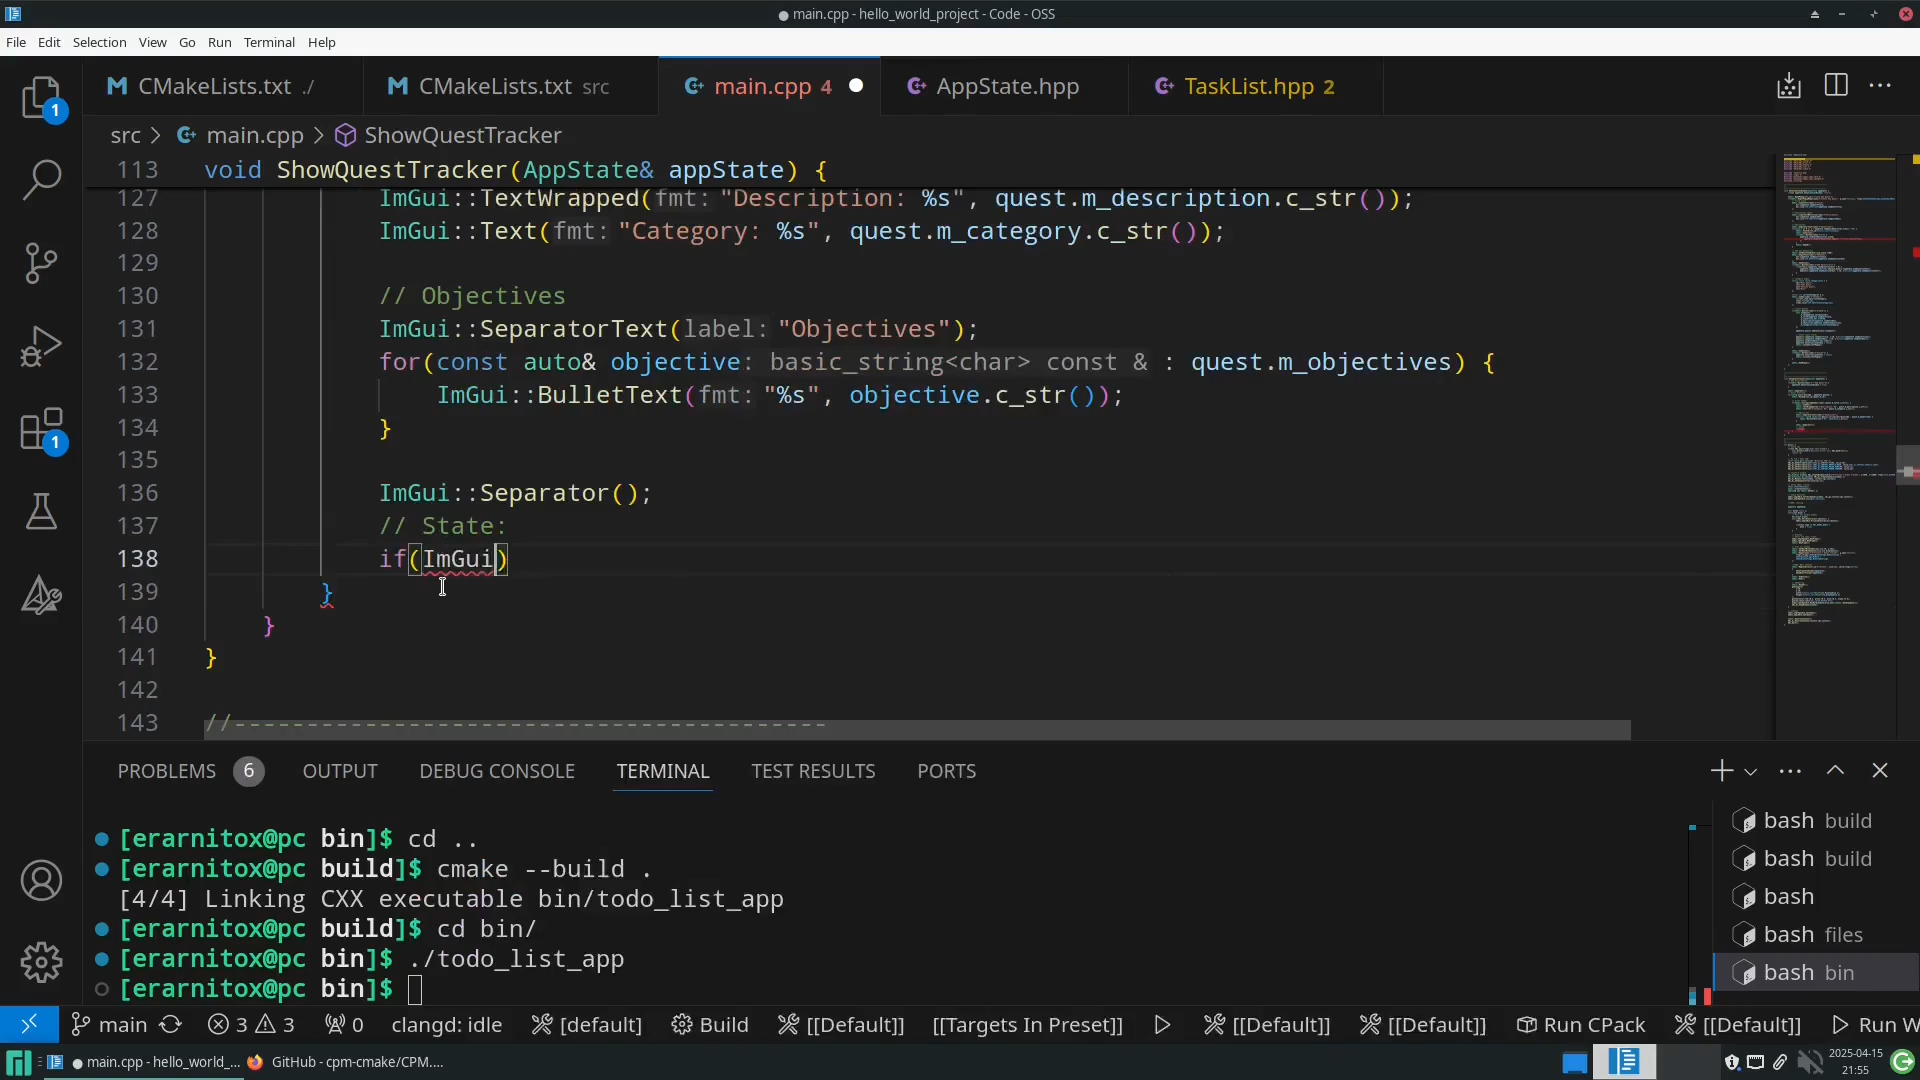 main.cpp - hello_world_project - Code - OSS
File Edit Selection View Go Run Terminal Help
CMakeLists.txt ./
CMakeLists.txt src
main.cpp 4
AppState.hpp
TaskList.hpp 2
src > main.cpp > ShowQuestTracker
113 void ShowQuestTracker(AppState& appState) {
127 ImGui::TextWrapped(fmt: "Description: %s", quest.m_description.c_str());
128 ImGui::Text(fmt: "Category: %s", quest.m_category.c_str());
129
130 // Objectives
131 ImGui::SeparatorText(label: "Objectives");
132 for(const auto& objective: basic_string<char> const & : quest.m_objectives) {
133 ImGui::BulletText(fmt: "%s", objective.c_str());
134 }
135
136 ImGui::Separator();
137 // State:
138 if(ImGui)
139 }
140 }
141 }
142
143 //-----------------------------------------
PROBLEMS 6 OUTPUT DEBUG CONSOLE TERMINAL TEST RESULTS PORTS
[erarnitox@pc bin]$ cd ..
[erarnitox@pc build]$ cmake --build .
[4/4] Linking CXX executable bin/todo_list_app
[erarnitox@pc build]$ cd bin/
[erarnitox@pc bin]$ ./todo_list_app
[erarnitox@pc bin]$
bash build
bash build
bash
bash files
bash bin
main 3 3 0 clangd: idle [default] Build [[Default]] [[Targets In Preset]] [[Default]] [[Default]] Run CPack [[Default]] Run W
main.cpp - hello_world_... GitHub - cpm-cmake/CPM....
2025-04-15
21:55
1
1